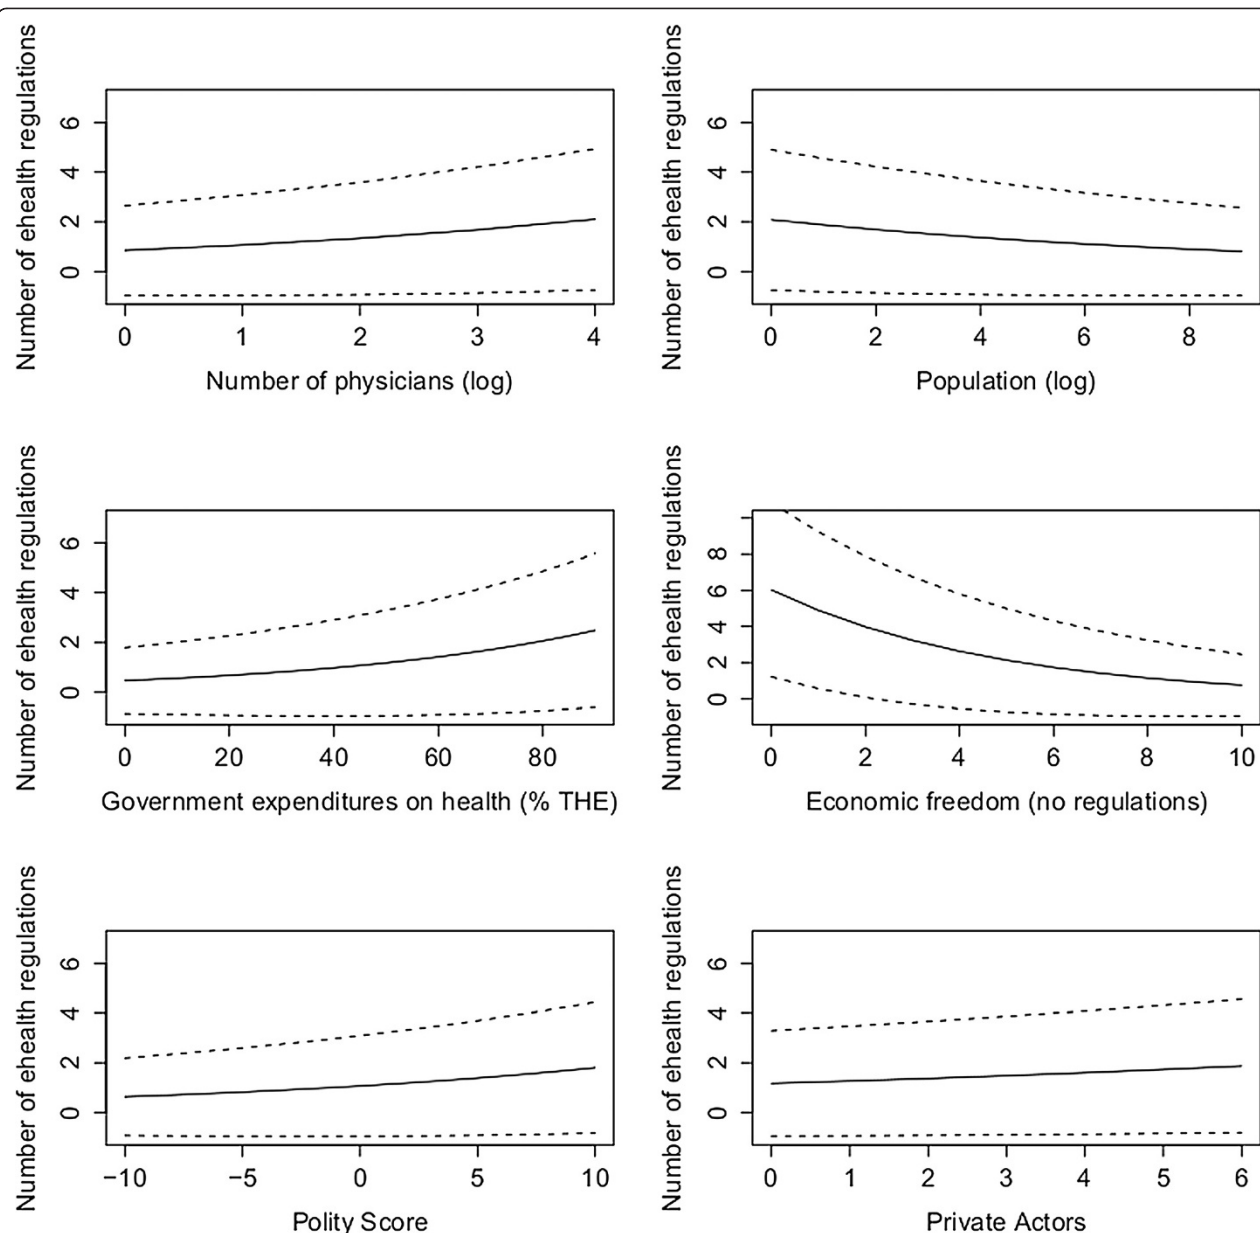 Number of ehealth regulations
6
4
2
0
0 1 2 3 4
Number of physicians (log)
Number of ehealth regulations
6
4
2
0
0 2 4 6 8
Population (log)
Number of ehealth regulations
6
4
2
0
0 20 40 60 80
Government expenditures on health (% THE)
Number of ehealth regulations
8
6
4
2
0
0 2 4 6 8 10
Economic freedom (no regulations)
Number of ehealth regulations
6
4
2
0
−10 −5 0 5 10
Polity Score
Number of ehealth regulations
6
4
2
0
0 1 2 3 4 5 6
Private Actors